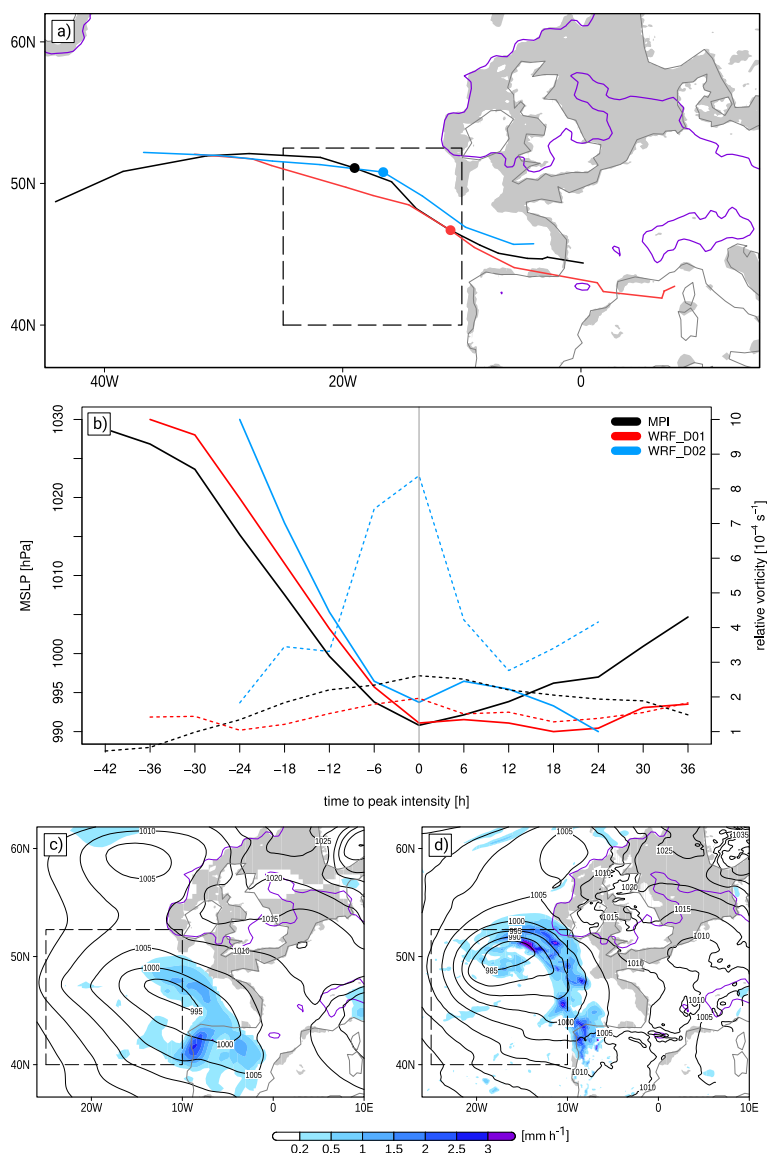 a)
60N
50N
40N
40W
20W
0
b)
1030
1020
1010
1000
995
990
MSLP [hPa]
MPI
WRF_D01
WRF_D02
10
9
8
7
6
5
4
3
2
1
relative vorticity [10⁻⁴ s⁻¹]
−42 −36 −30 −24 −18 −12 −6 0 6 12 18 24 30 36
time to peak intensity [h]
c)
1010
1025
1005
1020
1015
1010
1005
1000
995
1000
1005
60N
50N
40N
20W 10W 0 10E
d)
1005
1035
1025
1010
1010
1020
1005
1015
1015
1000
995
990
1010
1010
985
1010
1005
1000
1005
1010
1010
60N
50N
40N
20W 10W 0 10E
0.2 0.5 1 1.5 2 2.5 3
[mm h⁻¹]